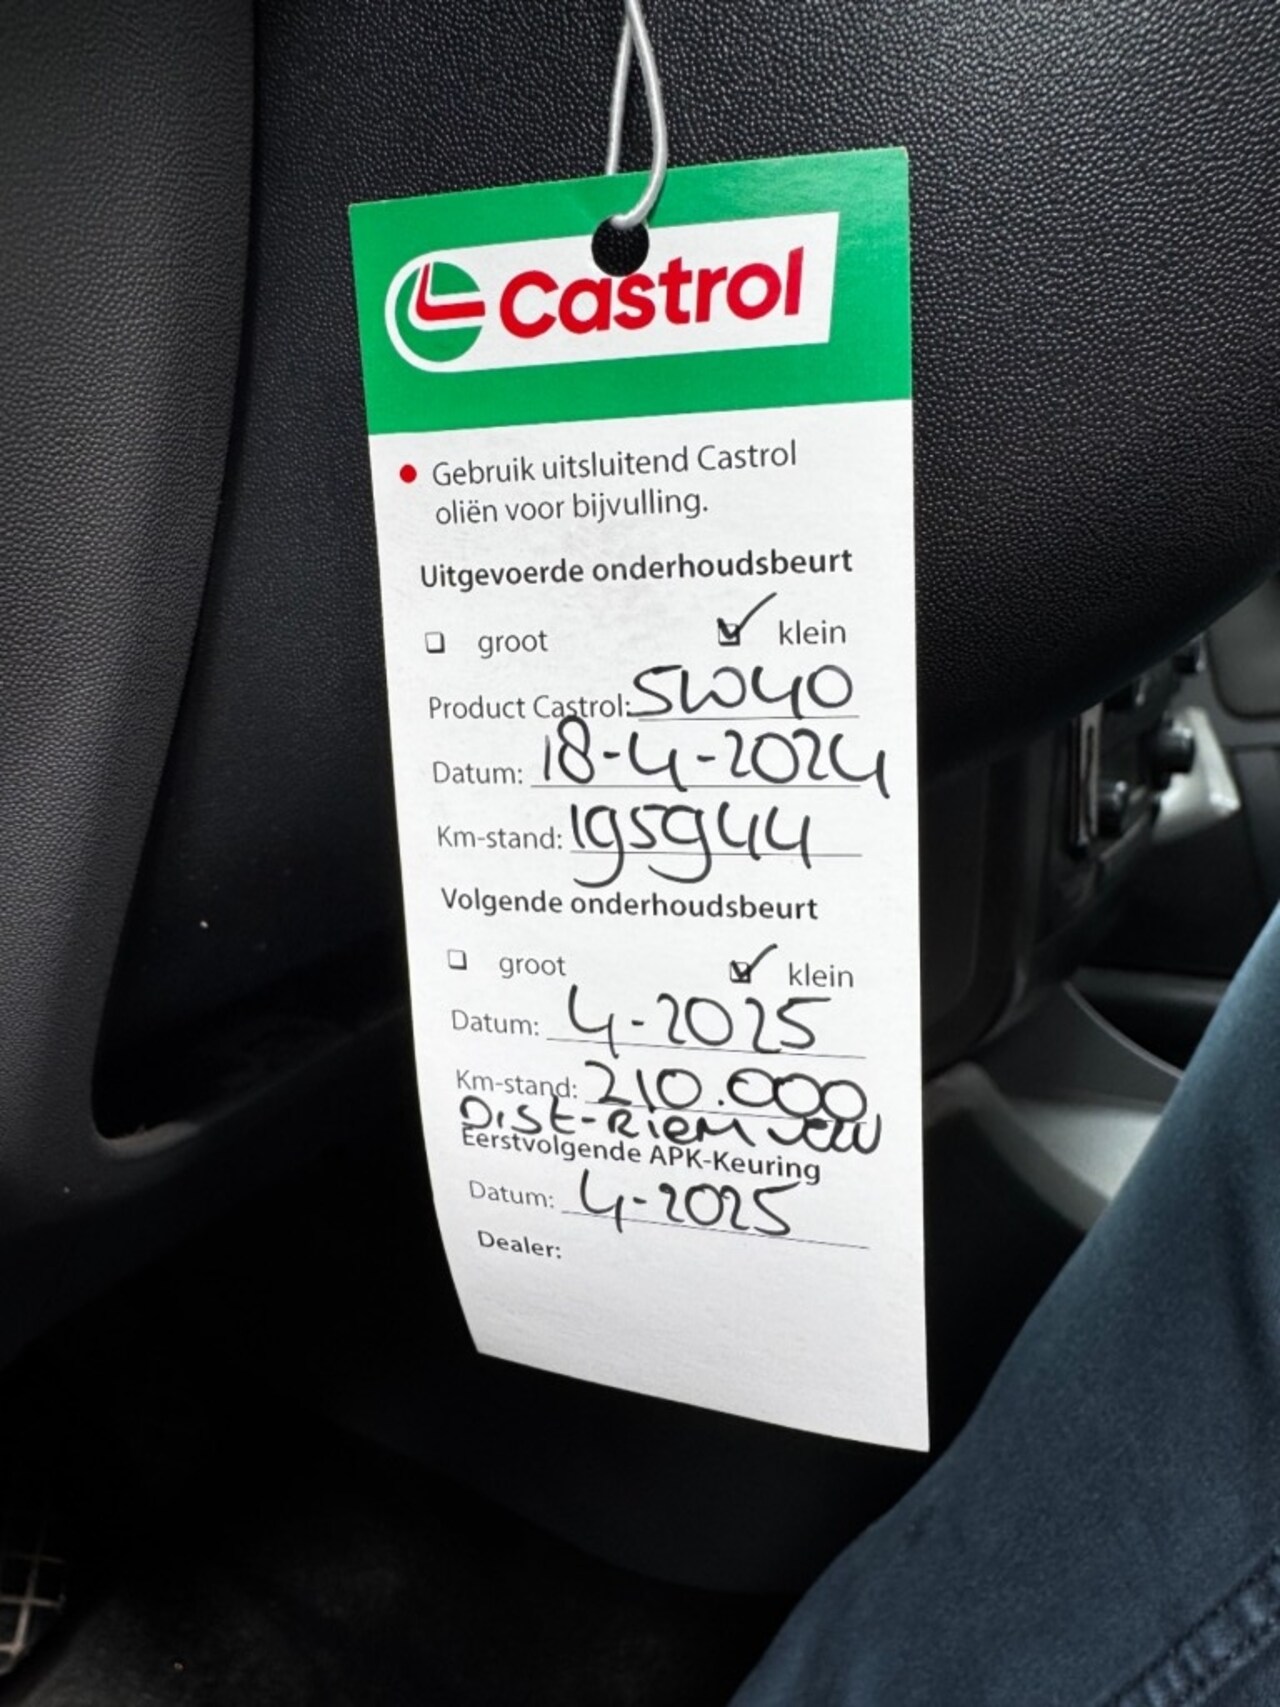 Castrol
Gebruik uitsluitend Castrol
oliën voor bijvulling.
Uitgevoerde onderhoudsbeurt
groot klein
Product Castrol: 5W40
Datum: 18-4-2024
Km-stand: 195944
Volgende onderhoudsbeurt
groot klein
Datum: 4-2025
Km-stand: 210.000
DiSt-RieM
Eerstvolgende APK-Keuring
Datum: 4-2025
Dealer: